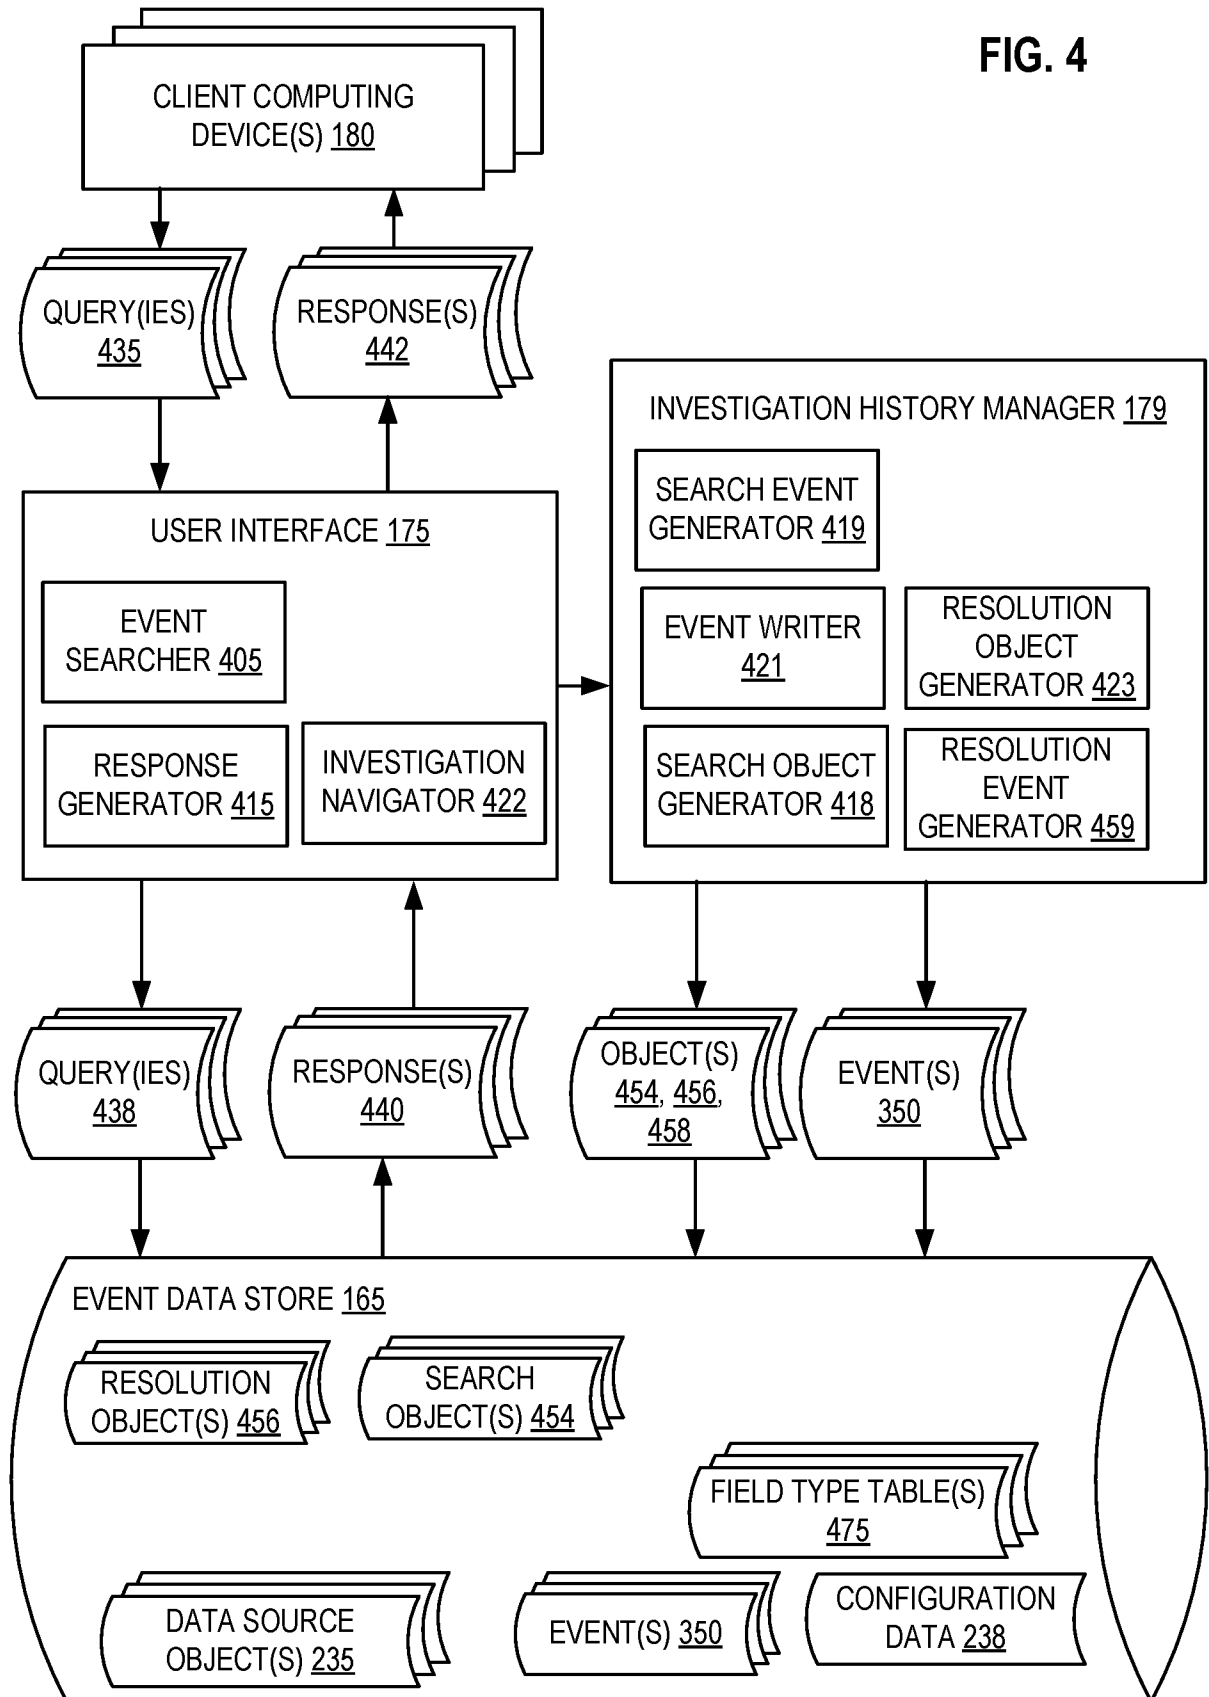 FIG. 4
CLIENT COMPUTING
DEVICE(S) 180
QUERY(IES)
435
RESPONSE(S)
442
INVESTIGATION HISTORY MANAGER 179
SEARCH EVENT
GENERATOR 419
EVENT WRITER
421
RESOLUTION
OBJECT
GENERATOR 423
SEARCH OBJECT
GENERATOR 418
RESOLUTION
EVENT
GENERATOR 459
USER INTERFACE 175
EVENT
SEARCHER 405
RESPONSE
GENERATOR 415
INVESTIGATION
NAVIGATOR 422
QUERY(IES)
438
RESPONSE(S)
440
OBJECT(S)
454, 456,
458
EVENT(S)
350
EVENT DATA STORE 165
RESOLUTION
OBJECT(S) 456
SEARCH
OBJECT(S) 454
FIELD TYPE TABLE(S)
475
DATA SOURCE
OBJECT(S) 235
EVENT(S) 350
CONFIGURATION
DATA 238